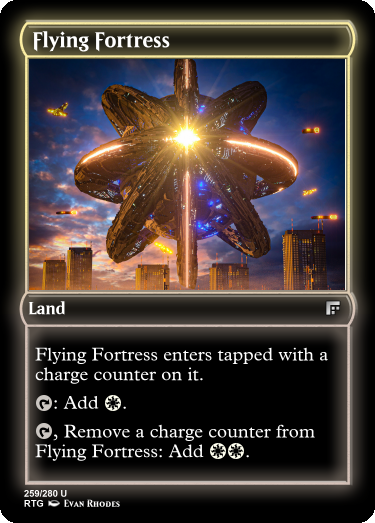 Flying Fortress
Land
Flying Fortress enters tapped with a
charge counter on it.
: Add .
, Remove a charge counter from
Flying Fortress: Add .
259/280 U
RTG Evan Rhodes